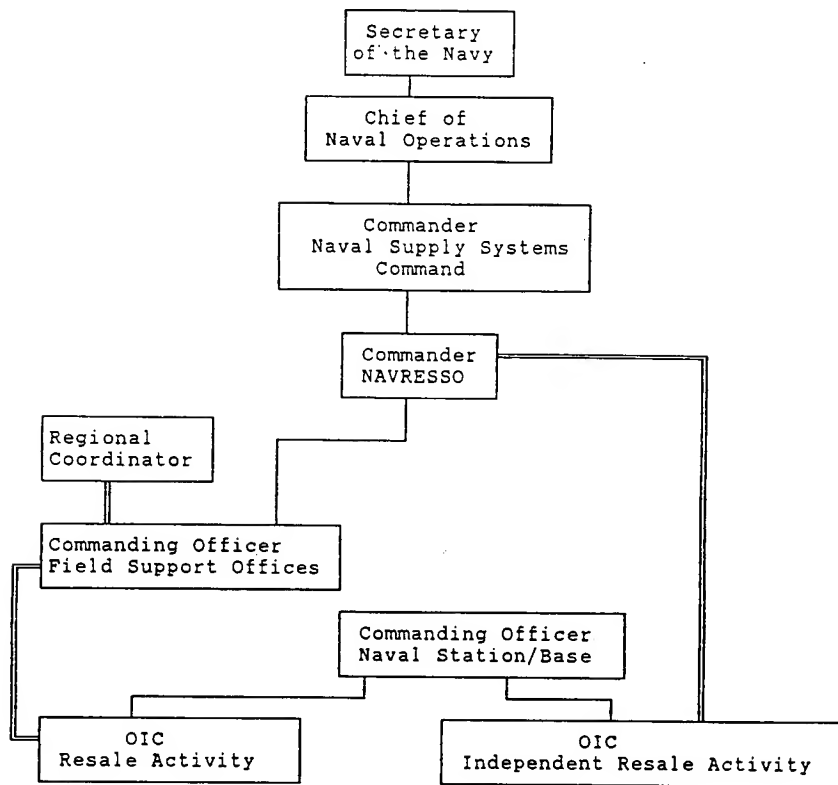 Secretary
of the Navy
Chief of
Naval Operations
Commander
Naval Supply Systems
Command
Commander
NAVRESSO
Regional
Coordinator
Commanding Officer
Field Support Offices
Commanding Officer
Naval Station/Base
OIC
Resale Activity
OIC
Independent Resale Activity